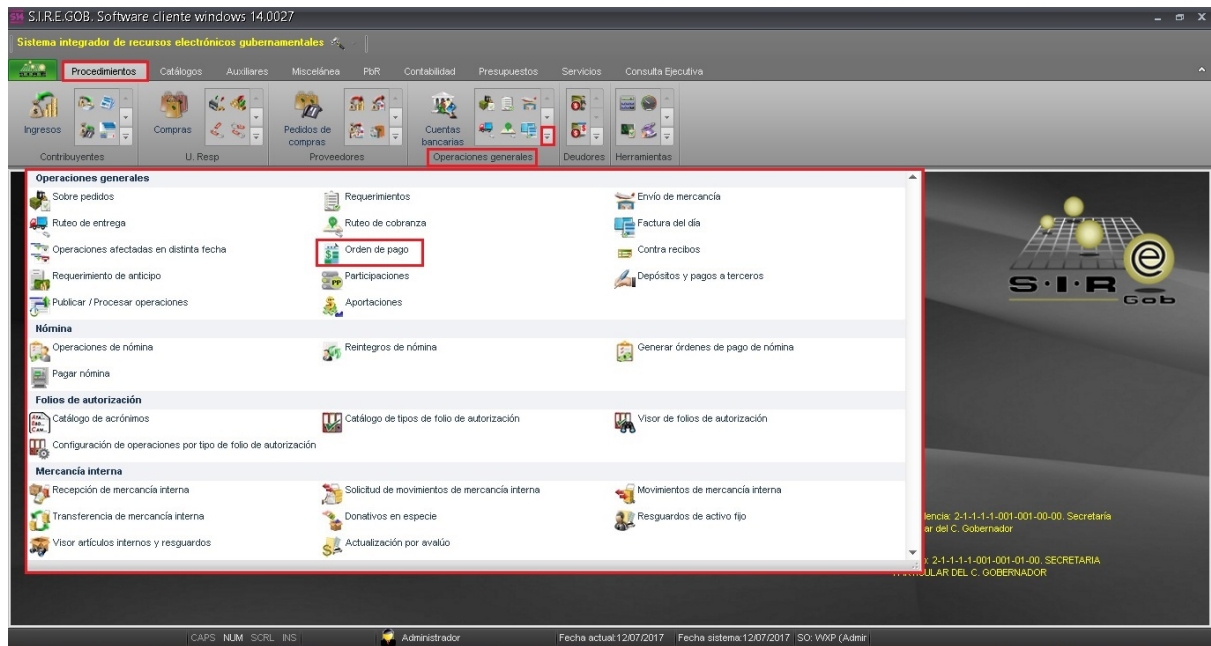 S.I.R.E.GOB. Software cliente windows 14.0027
Sistema integrador de recursos electrónicos gubernamentales
Procedimientos Catálogos Auxiliares Miscelánea PbR Contabilidad Presupuestos Servicios Consulta Ejecutiva
Ingresos Compras Pedidos de compras Cuentas bancarias
Contribuyentes U. Resp Proveedores Operaciones generales Deudores Herramientas
Operaciones generales
Sobre pedidos Requerimientos Envío de mercancía
Ruteo de entrega Ruteo de cobranza Factura del día
Operaciones afectadas en distinta fecha Orden de pago Contra recibos
Requerimiento de anticipo Participaciones Depósitos y pagos a terceros
Publicar / Procesar operaciones Aportaciones
Nómina
Operaciones de nómina Reintegros de nómina Generar órdenes de pago de nómina
Pagar nómina
Folios de autorización
Catálogo de acrónimos Catálogo de tipos de folio de autorización Visor de folios de autorización
Configuración de operaciones por tipo de folio de autorización
Mercancía interna
Recepción de mercancía interna Solicitud de movimientos de mercancía interna Movimientos de mercancía interna
Transferencia de mercancía interna Donativos en especie Resguardos de activo fijo
Visor artículos internos y resguardos Actualización por avalúo
S·I·R e
Gob
dencia: 2-1-1-1-1-001-001-00-00. Secretaría
ar del C. Gobernador
: 2-1-1-1-1-001-001-01-00. SECRETARIA
PARTICULAR DEL C. GOBERNADOR
CAPS NUM SCRL INS Administrador Fecha actual:12/07/2017 Fecha sistema:12/07/2017 SO: WXP (Admir